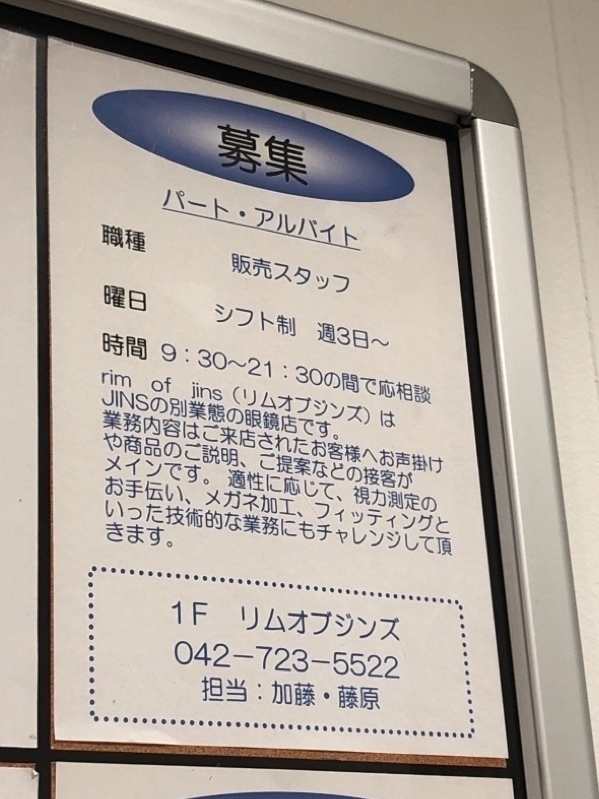 募集
パート・アルバイト
職種 販売スタッフ
曜日 シフト制 週3日～
時間 9:30～21:30の間で応相談
rim of jins（リムオブジンズ）は
JINSの別業態の眼鏡店です。
業務内容はご来店されたお客様へお声掛け
や商品のご説明、ご提案などの接客が
メインです。適性に応じて、視力測定の
お手伝い、メガネ加工、フィッティングと
いった技術的な業務にもチャレンジして頂
きます。
1F リムオブジンズ
042－723－5522
担当：加藤・藤原